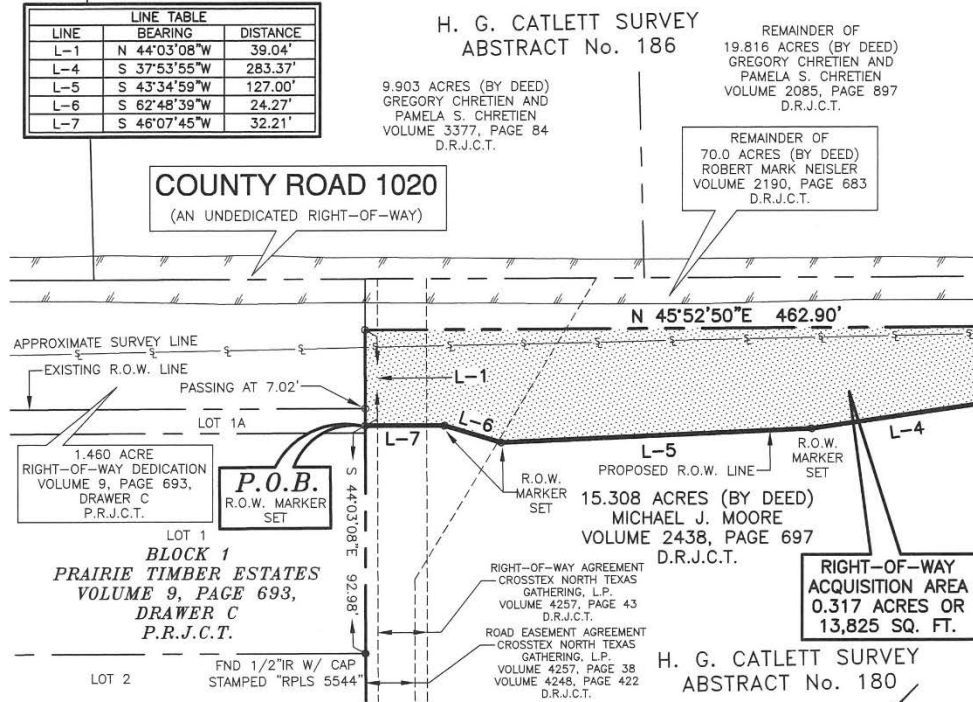 LINE TABLE
LINE BEARING DISTANCE
L-1 N 44°03'08"W 39.04'
L-4 S 37°53'55"W 283.37'
L-5 S 43°34'59"W 127.00'
L-6 S 62°48'39"W 24.27'
L-7 S 46°07'45"W 32.21'
H. G. CATLETT SURVEY
ABSTRACT No. 186
REMAINDER OF
19.816 ACRES (BY DEED)
GREGORY CHRETIEN AND
PAMELA S. CHRETIEN
VOLUME 2085, PAGE 897
D.R.J.C.T.
9.903 ACRES (BY DEED)
GREGORY CHRETIEN AND
PAMELA S. CHRETIEN
VOLUME 3377, PAGE 84
D.R.J.C.T.
REMAINDER OF
70.0 ACRES (BY DEED)
ROBERT MARK NEISLER
VOLUME 2190, PAGE 683
D.R.J.C.T.
COUNTY ROAD 1020
(AN UNDEDICATED RIGHT-OF-WAY)
N 45°52'50"E 462.90'
APPROXIMATE SURVEY LINE
EXISTING R.O.W. LINE
PASSING AT 7.02'
L-1
LOT 1A
L-7
L-6
L-5
L-4
1.460 ACRE
RIGHT-OF-WAY DEDICATION
VOLUME 9, PAGE 693,
DRAWER C
P.R.J.C.T.
P.O.B.
R.O.W. MARKER
SET
S 44°03'08"E 92.98'
R.O.W.
MARKER
SET
PROPOSED R.O.W. LINE
R.O.W.
MARKER
SET
15.308 ACRES (BY DEED)
MICHAEL J. MOORE
VOLUME 2438, PAGE 697
D.R.J.C.T.
LOT 1
BLOCK 1
PRAIRIE TIMBER ESTATES
VOLUME 9, PAGE 693,
DRAWER C
P.R.J.C.T.
RIGHT-OF-WAY
ACQUISITION AREA
0.317 ACRES OR
13,825 SQ. FT.
RIGHT-OF-WAY AGREEMENT
CROSSTEX NORTH TEXAS
GATHERING, L.P.
VOLUME 4257, PAGE 43
D.R.J.C.T.
ROAD EASEMENT AGREEMENT
CROSSTEX NORTH TEXAS
GATHERING, L.P.
VOLUME 4257, PAGE 38
VOLUME 4248, PAGE 422
D.R.J.C.T.
LOT 2
FND 1/2"IR W/ CAP
STAMPED "RPLS 5544"
H. G. CATLETT SURVEY
ABSTRACT No. 180